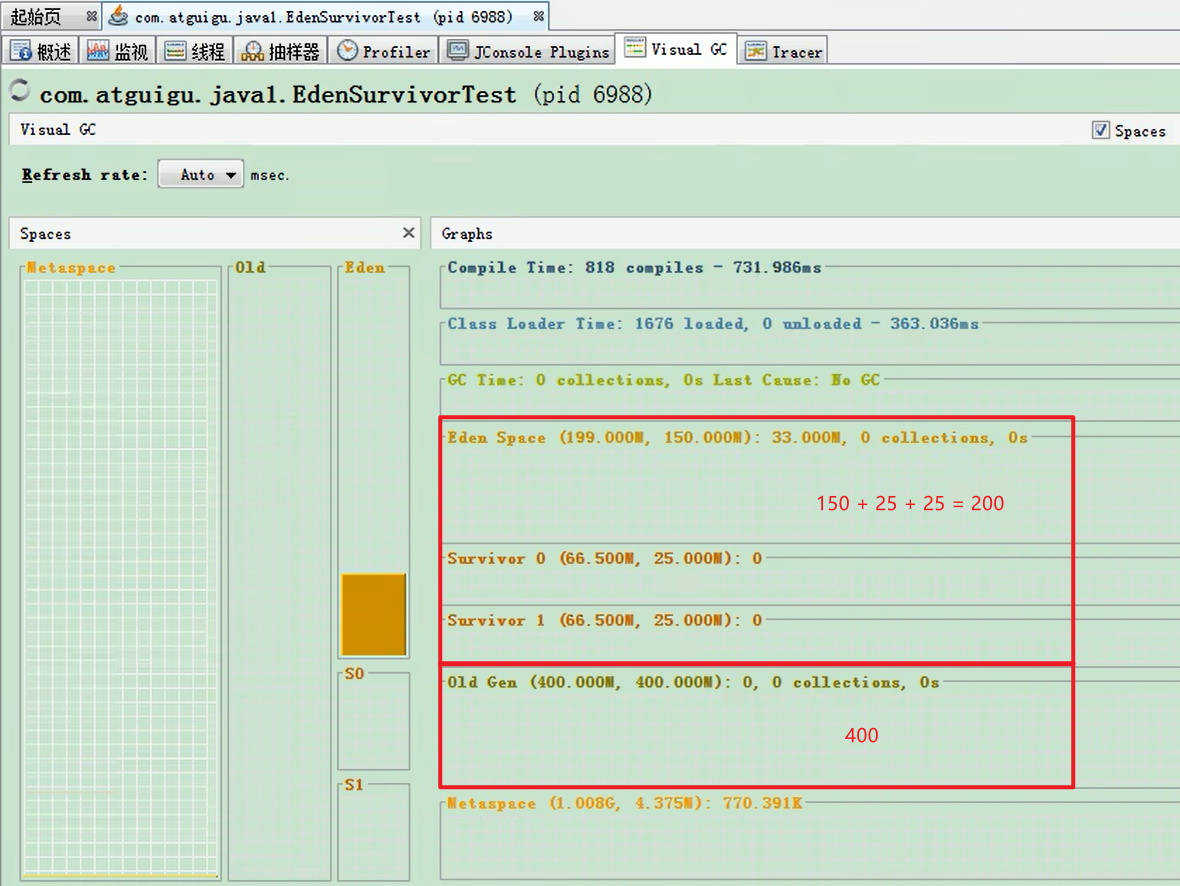 起始页 com.atguigu.java1.EdenSurvivorTest (pid 6988)
概述 监视 线程 抽样器 Profiler JConsole Plugins Visual GC Tracer
com.atguigu.java1.EdenSurvivorTest (pid 6988)
Visual GC Spaces
Refresh rate: Auto msec.
Spaces Graphs
Metaspace Old Eden
Compile Time: 818 compiles - 731.986ms
Class Loader Time: 1676 loaded, 0 unloaded - 363.036ms
GC Time: 0 collections, 0s Last Cause: No GC
Eden Space (199.000M, 150.000M): 33.000M, 0 collections, 0s
150 + 25 + 25 = 200
Survivor 0 (66.500M, 25.000M): 0
Survivor 1 (66.500M, 25.000M): 0
S0
Old Gen (400.000M, 400.000M): 0, 0 collections, 0s
400
S1
Metaspace (1.008G, 4.375M): 770.391K